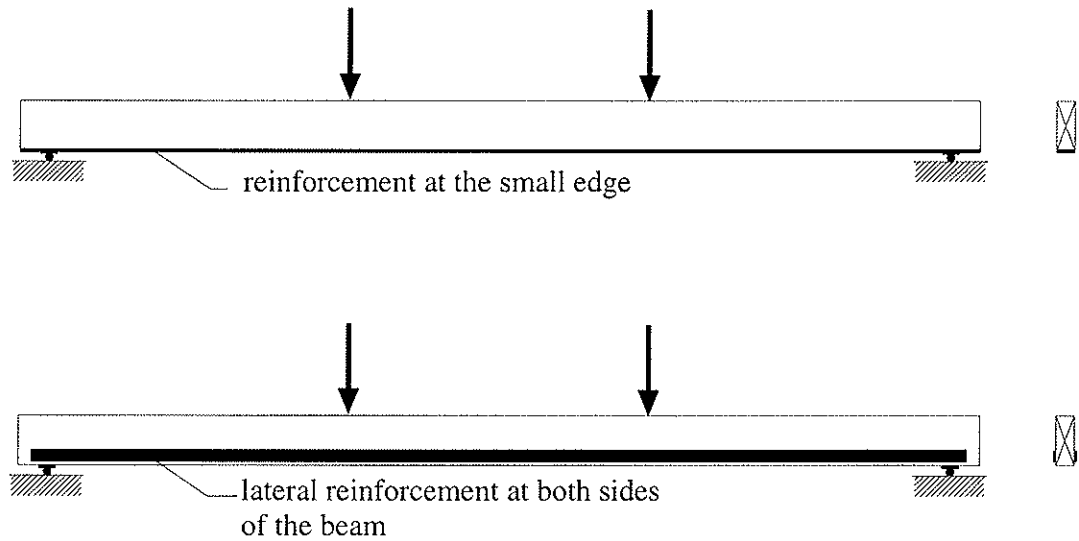 reinforcement at the small edge
lateral reinforcement at both sides
of the beam